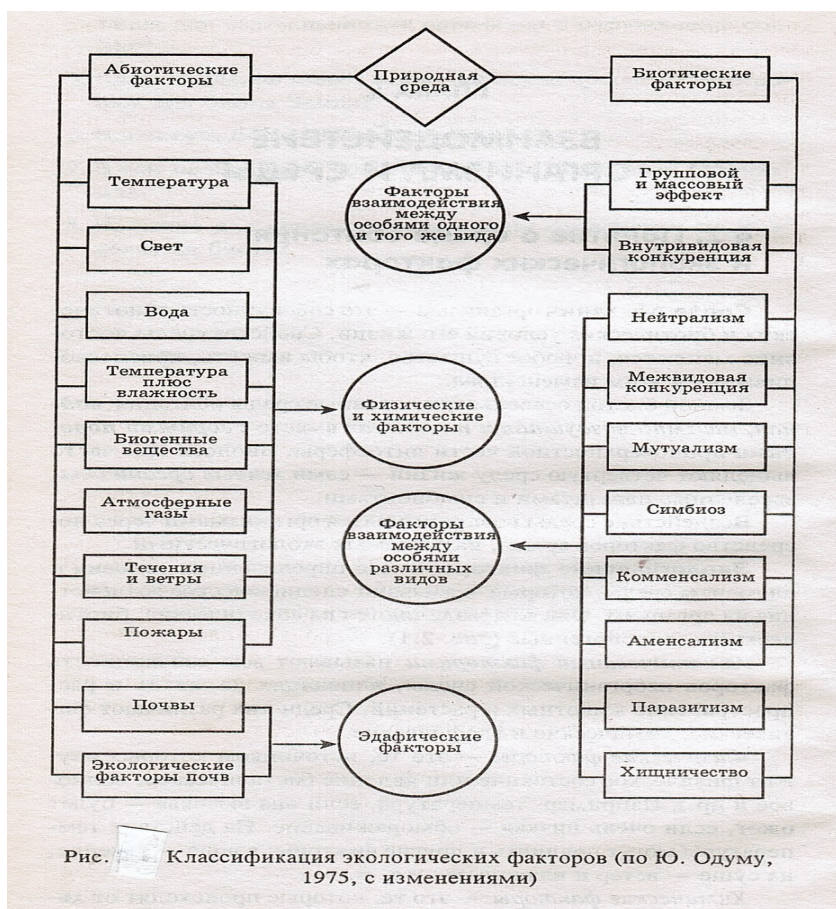 Абиотические
факторы
Природная
среда
Биотические
факторы
Температура
Свет
Вода
Температура
плюс
влажность
Биогенные
вещества
Атмосферные
газы
Течения
и ветры
Пожары
Почвы
Экологические
факторы почв
Факторы
взаимодействия
между
особями одного
и того же вида
Физические
и химические
факторы
Факторы
взаимодействия
между
особями
различных
видов
Эдафические
факторы
Групповой
и массовый
эффект
Внутривидовая
конкуренция
Нейтрализм
Межвидовая
конкуренция
Мутуализм
Симбиоз
Комменсализм
Аменсализм
Паразитизм
Хищничество
Рис. Классификация экологических факторов (по Ю. Одуму,
1975, с изменениями)